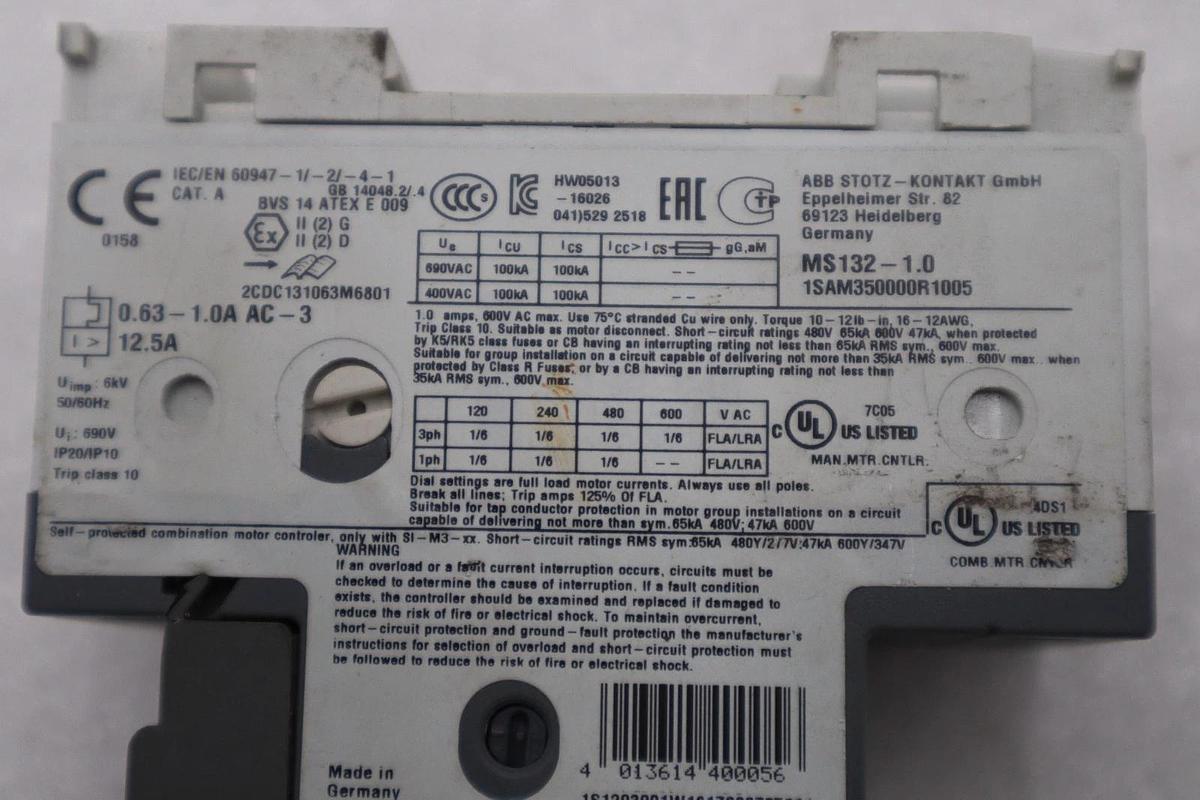 CE
0158
IEC/EN 60947-1/-2/-4-1
CAT. A
GB 14048.2/.4
BVS 14 ATEX E 009
Ex
II (2) G
II (2) D
2CDC131063M6801
CCC S
KC
HW05013
-16026
041)529 2518
EAC
ABB STOTZ-KONTAKT GmbH
Eppelheimer Str. 82
69123 Heidelberg
Germany
MS132-1.0
1SAM350000R1005
Ue ICU ICS ICC>ICS gG,aM
690VAC 100kA 100kA --
400VAC 100kA 100kA --
0.63-1.0A AC-3
I> 12.5A
Uimp: 6kV
50/60Hz
Ui: 690V
IP20/IP10
Trip class 10
1.0 amps, 600V AC max. Use 75°C stranded Cu wire only. Torque 10-12lb-in, 16-12AWG,
Trip Class 10. Suitable as motor disconnect. Short-circuit ratings 480V 65kA 600V 47kA, when protected
by K5/RK5 class fuses or CB having an interrupting rating not less than 65kA RMS sym., 600V max.
Suitable for group installation on a circuit capable of delivering not more than 35kA RMS sym.. 600V max.. when
protected by Class R Fuses, or by a CB having an interrupting rating not less than
35kA RMS sym., 600V max.
120 240 480 600 V AC
3ph 1/6 1/6 1/6 1/6 FLA/LRA
1ph 1/6 1/6 1/6 -- FLA/LRA
C UL US LISTED
7C05
MAN.MTR.CNTLR.
Dial settings are full load motor currents. Always use all poles.
Break all lines; Trip amps 125% Of FLA.
Suitable for tap conductor protection in motor group installations on a circuit
capable of delivering not more than sym.65kA 480V; 47kA 600V
C UL US LISTED
4DS1
COMB.MTR.CNTLR
Self-protected combination motor controler, only with SI-M3-xx. Short-circuit ratings RMS sym:65kA 480Y/277V:47kA 600Y/347V
WARNING
If an overload or a fault current interruption occurs, circuits must be
checked to determine the cause of interruption. If a fault condition
exists, the controller should be examined and replaced if damaged to
reduce the risk of fire or electrical shock. To maintain overcurrent,
short-circuit protection and ground-fault protection the manufacturer's
instructions for selection of overload and short-circuit protection must
be followed to reduce the risk of fire or electrical shock.
Made in
Germany
4 013614 400056